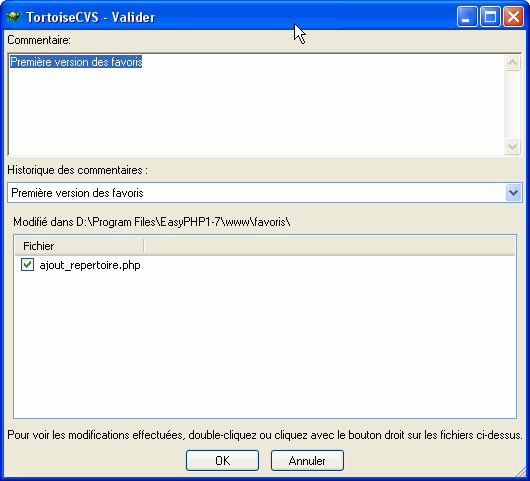 TortoiseCVS - Valider
Commentaire:
Première version des favoris
Historique des commentaires :
Première version des favoris
Modifié dans D:\Program Files\EasyPHP1-7\www\favoris\
Fichier
ajout_repertoire.php
Pour voir les modifications effectuées, double-cliquez ou cliquez avec le bouton droit sur les fichiers ci-dessus.
OK Annuler